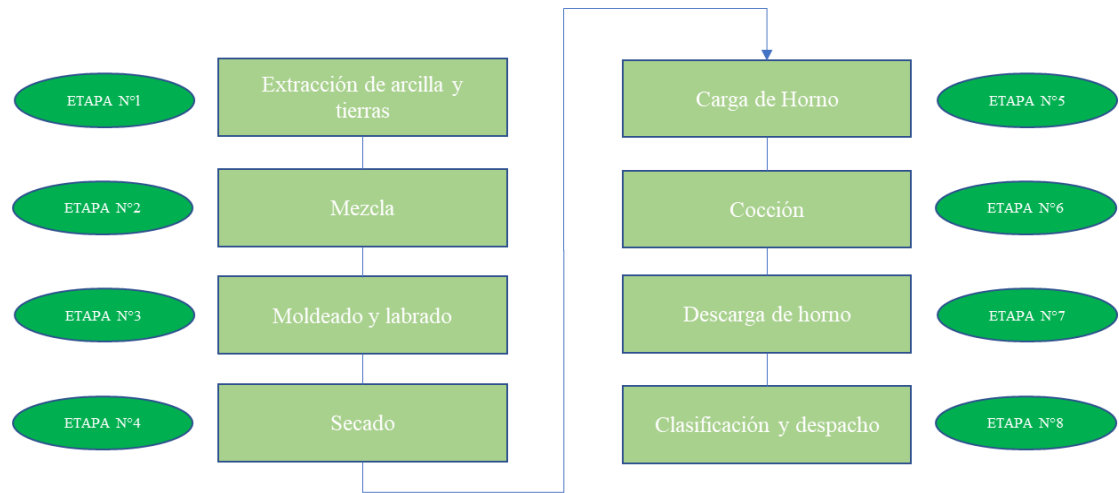 ETAPA N°1
Extracción de arcilla y
tierras
ETAPA N°2
Mezcla
ETAPA N°3
Moldeado y labrado
ETAPA N°4
Secado
Carga de Horno
ETAPA N°5
Cocción
ETAPA N°6
Descarga de horno
ETAPA N°7
Clasificación y despacho
ETAPA N°8